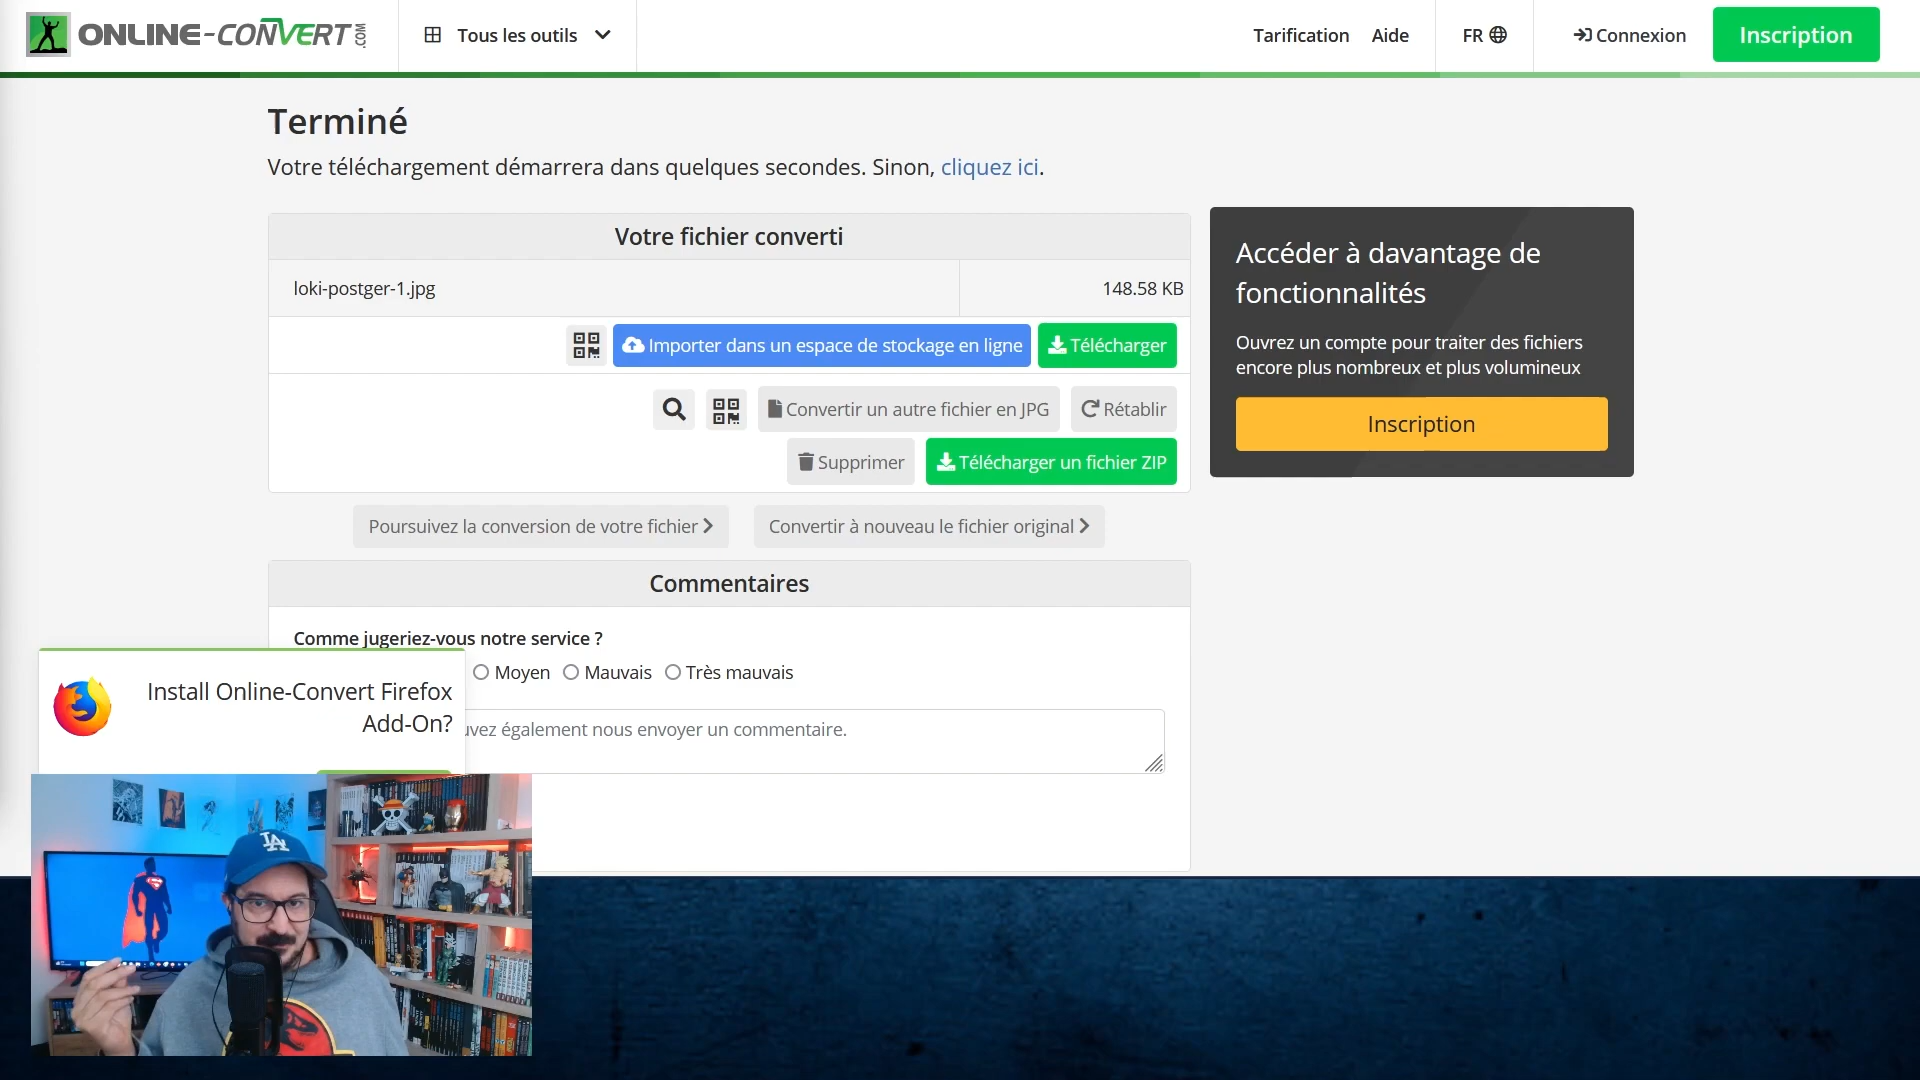 ONLINE-CONVERT.COM
Tous les outils
Tarification
Aide
FR
Connexion
Inscription
Terminé
Votre téléchargement démarrera dans quelques secondes. Sinon, cliquez ici.
Votre fichier converti
loki-postger-1.jpg
148.58 KB
Importer dans un espace de stockage en ligne
Télécharger
Convertir un autre fichier en JPG
Rétablir
Supprimer
Télécharger un fichier ZIP
Poursuivez la conversion de votre fichier
Convertir à nouveau le fichier original
Accéder à davantage de
fonctionnalités
Ouvrez un compte pour traiter des fichiers
encore plus nombreux et plus volumineux
Inscription
Commentaires
Comme jugeriez-vous notre service ?
Moyen
Mauvais
Très mauvais
également nous envoyer un commentaire.
Install Online-Convert Firefox
Add-On?
LA